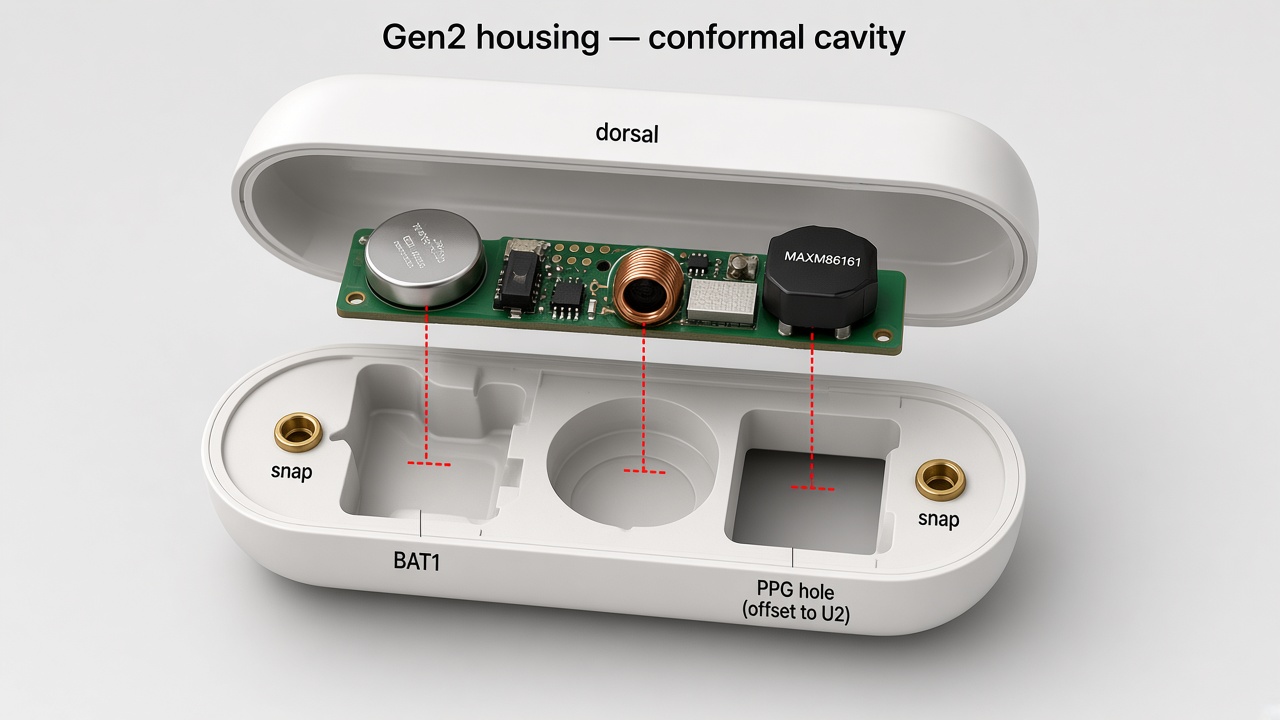 Gen2 housing — conformal cavity
dorsal
MAXM86161
snap
snap
BAT1
PPG hole
(offset to U2)